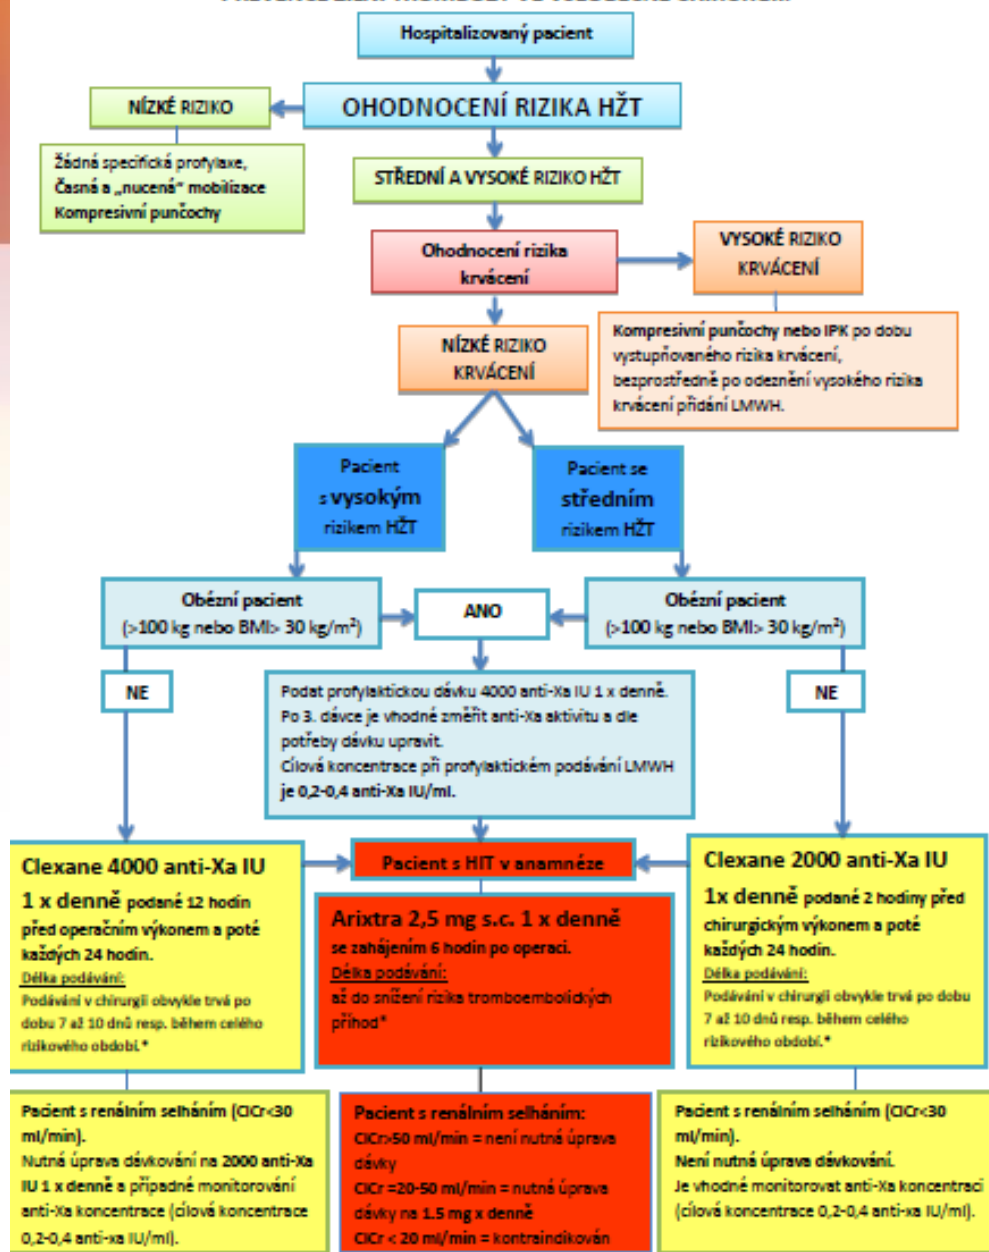 Hospitalizovaný pacient
NÍZKÉ RIZIKO
OHODNOCENÍ RIZIKA HŽT
Žádná specifická profylaxe,
Časná a „nucená“ mobilizace
Kompresivní punčochy
STŘEDNÍ A VYSOKÉ RIZIKO HŽT
Ohodnocení rizika
krvácení
VYSOKÉ RIZIKO
KRVÁCENÍ
Kompresivní punčochy nebo IPK po dobu
vystupňovaného rizika krvácení,
bezprostředně po odeznění vysokého rizika
krvácení přidání LMWH.
NÍZKÉ RIZIKO
KRVÁCENÍ
Pacient
s vysokým
rizikem HŽT
Pacient se
středním
rizikem HŽT
Obézní pacient
(>100 kg nebo BMI> 30 kg/m²)
ANO
Obézní pacient
(>100 kg nebo BMI> 30 kg/m²)
NE
NE
Podat profylaktickou dávku 4000 anti-Xa IU 1 x denně.
Po 3. dávce je vhodné změřit anti-Xa aktivitu a dle
potřeby dávku upravit.
Cílová koncentrace při profylaktickém podávání LMWH
je 0,2-0,4 anti-Xa IU/ml.
Clexane 4000 anti-Xa IU
1 x denně podané 12 hodin
před operačním výkonem a poté
každých 24 hodin.
Délka podávání:
Podávání v chirurgii obvykle trvá po
dobu 7 až 10 dnů resp. během celého
rizikového období.*
Pacient s HIT v anamnéze
Arixtra 2,5 mg s.c. 1 x denně
se zahájením 6 hodin po operaci.
Délka podávání:
až do snížení rizika tromboembolických
příhod*
Clexane 2000 anti-Xa IU
1x denně podané 2 hodiny před
chirurgickým výkonem a poté
každých 24 hodin.
Délka podávání:
Podávání v chirurgii obvykle trvá po dobu
7 až 10 dnů resp. během celého
rizikového období.*
Pacient s renálním selháním (ClCr<30
ml/min).
Nutná úprava dávkování na 2000 anti-Xa
IU 1 x denně a případné monitorování
anti-Xa koncentrace (cílová koncentrace
0,2-0,4 anti-xa IU/ml).
Pacient s renálním selháním:
ClCr>50 ml/min = není nutná úprava
dávky
ClCr =20-50 ml/min = nutná úprava
dávky na 1.5 mg x denně
ClCr < 20 ml/min = kontraindikován
Pacient s renálním selháním (ClCr<30
ml/min).
Není nutná úprava dávkování.
Je vhodné monitorovat anti-Xa koncentraci
(cílová koncentrace 0,2-0,4 anti-xa IU/ml).